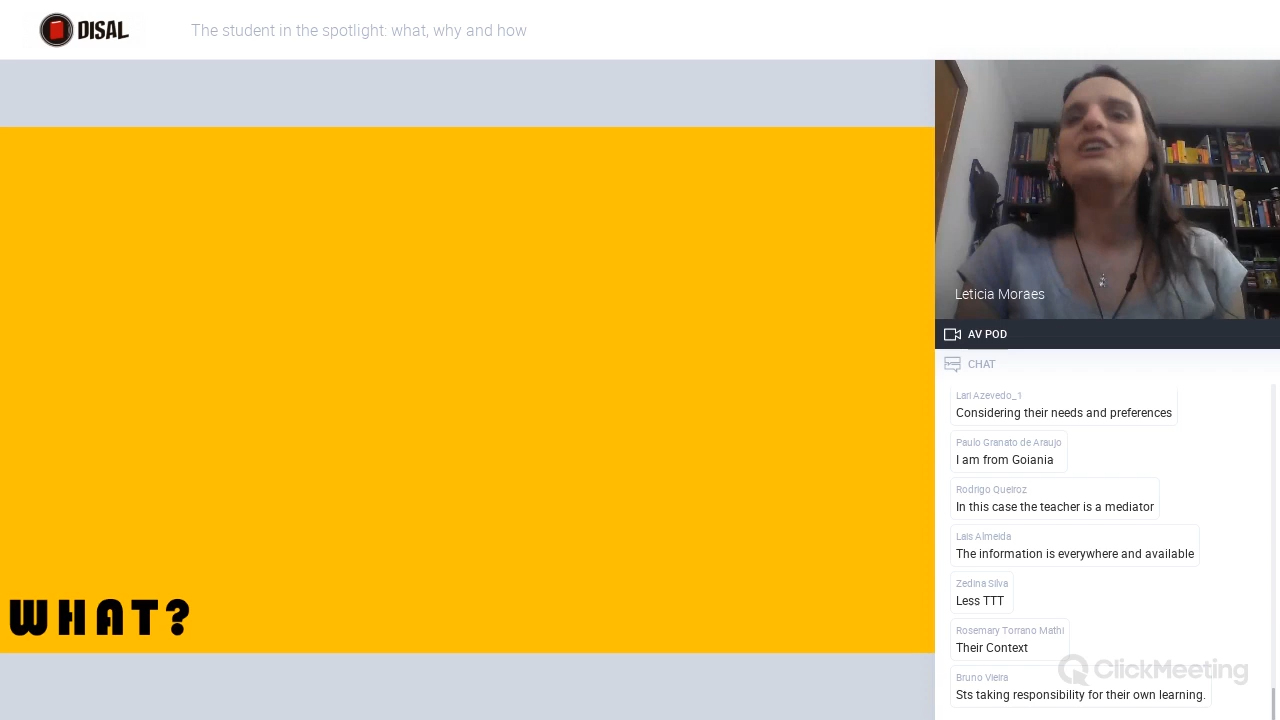 DISAL
The student in the spotlight: what, why and how
WHAT?
Leticia Moraes
AV POD
CHAT
Lari Azevedo_1
Considering their needs and preferences
Paulo Granato de Araujo
I am from Goiania
Rodrigo Queiroz
In this case the teacher is a mediator
Lais Almeida
The information is everywhere and available
Zedina Silva
Less TTT
Rosemary Torrano Mathi
Their Context
ClickMeeting
Bruno Vieira
Sts taking responsibility for their own learning.